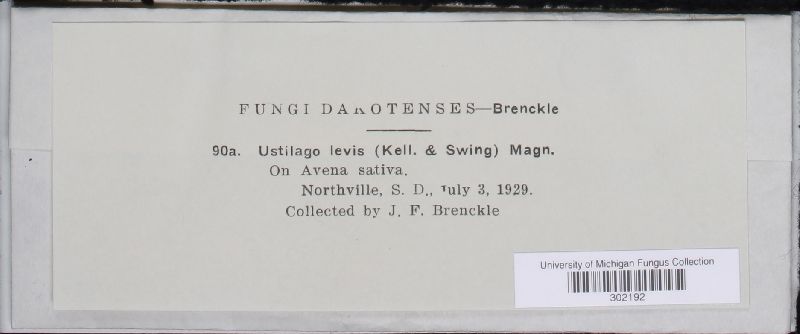 FUNGI DAKOTENSES—Brenckle
90a. Ustilago levis (Kell. & Swing) Magn.
On Avena sativa.
Northville, S. D., July 3, 1929.
Collected by J. F. Brenckle
University of Michigan Fungus Collection
302192